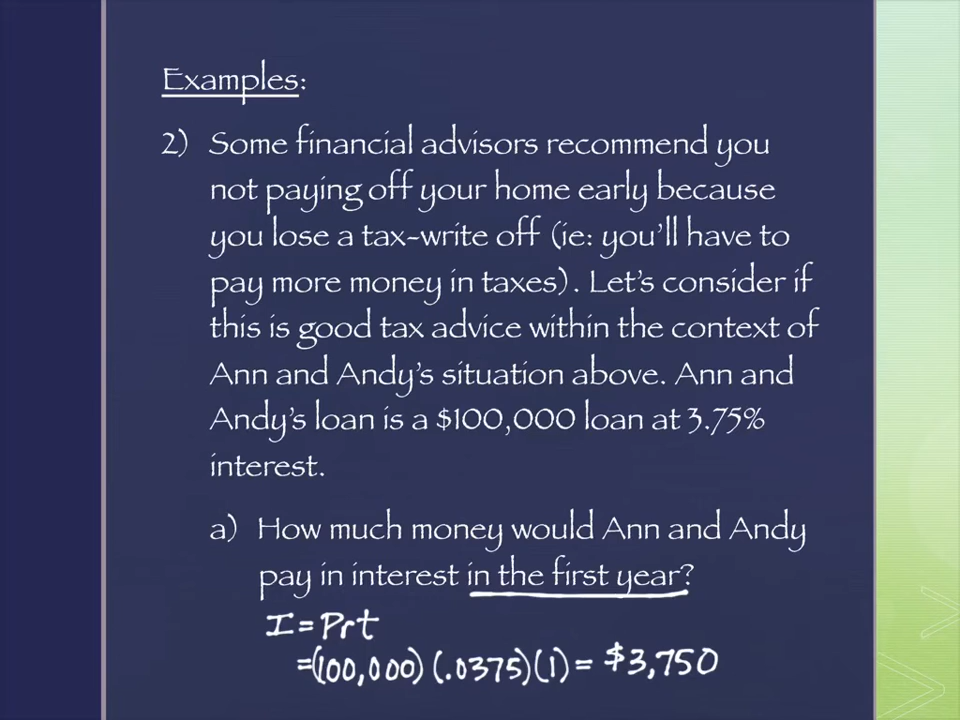 Examples:
2) Some financial advisors recommend you
not paying off your home early because
you lose a tax-write off (ie: you'll have to
pay more money in taxes). Let's consider if
this is good tax advice within the context of
Ann and Andy's situation above. Ann and
Andy's loan is a $100,000 loan at 3.75%
interest.
a) How much money would Ann and Andy
pay in interest in the first year?
I = Prt
=(100,000)(.0375)(1) = $3,750